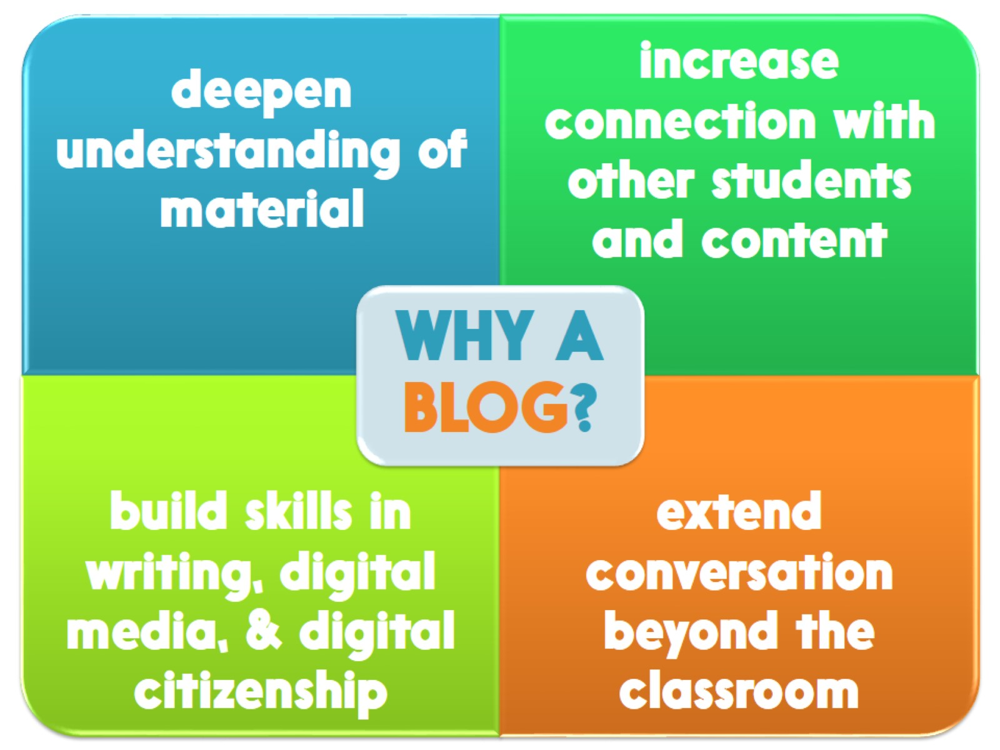 deepen
understanding of
material
increase
connection with
other students
and content
WHY A
BLOG?
build skills in
writing, digital
media, & digital
citizenship
extend
conversation
beyond the
classroom